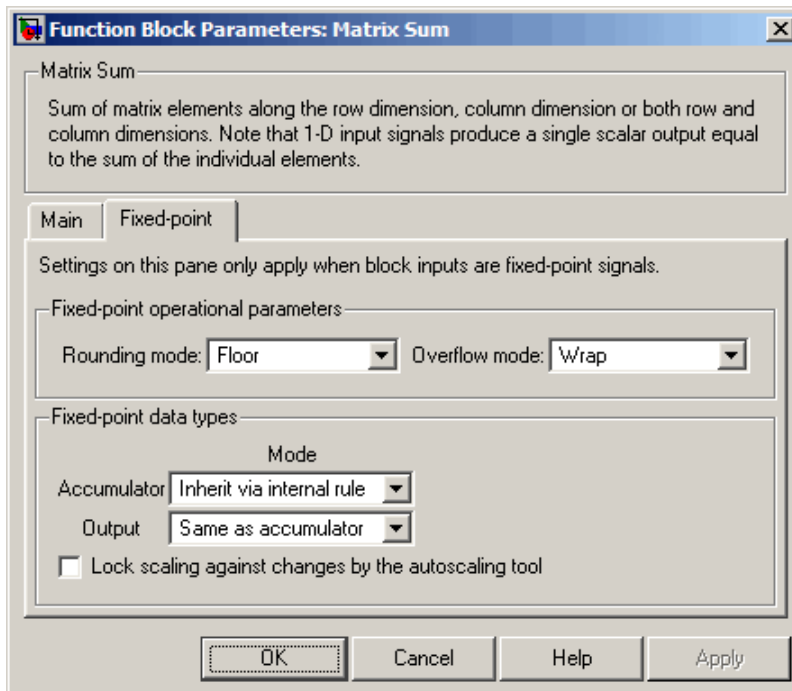 Function Block Parameters: Matrix Sum
Matrix Sum
Sum of matrix elements along the row dimension, column dimension or both row and
column dimensions. Note that 1-D input signals produce a single scalar output equal
to the sum of the individual elements.
Main Fixed-point
Settings on this pane only apply when block inputs are fixed-point signals.
Fixed-point operational parameters
Rounding mode: Floor Overflow mode: Wrap
Fixed-point data types
Mode
Accumulator Inherit via internal rule
Output Same as accumulator
Lock scaling against changes by the autoscaling tool
OK Cancel Help Apply